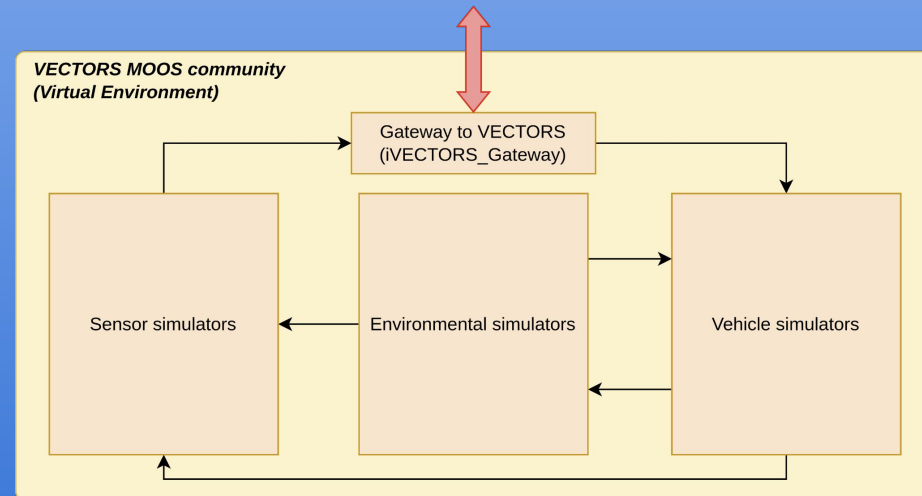 VECTORS MOOS community
(Virtual Environment)
Gateway to VECTORS
(iVECTORS_Gateway)
Sensor simulators
Environmental simulators
Vehicle simulators